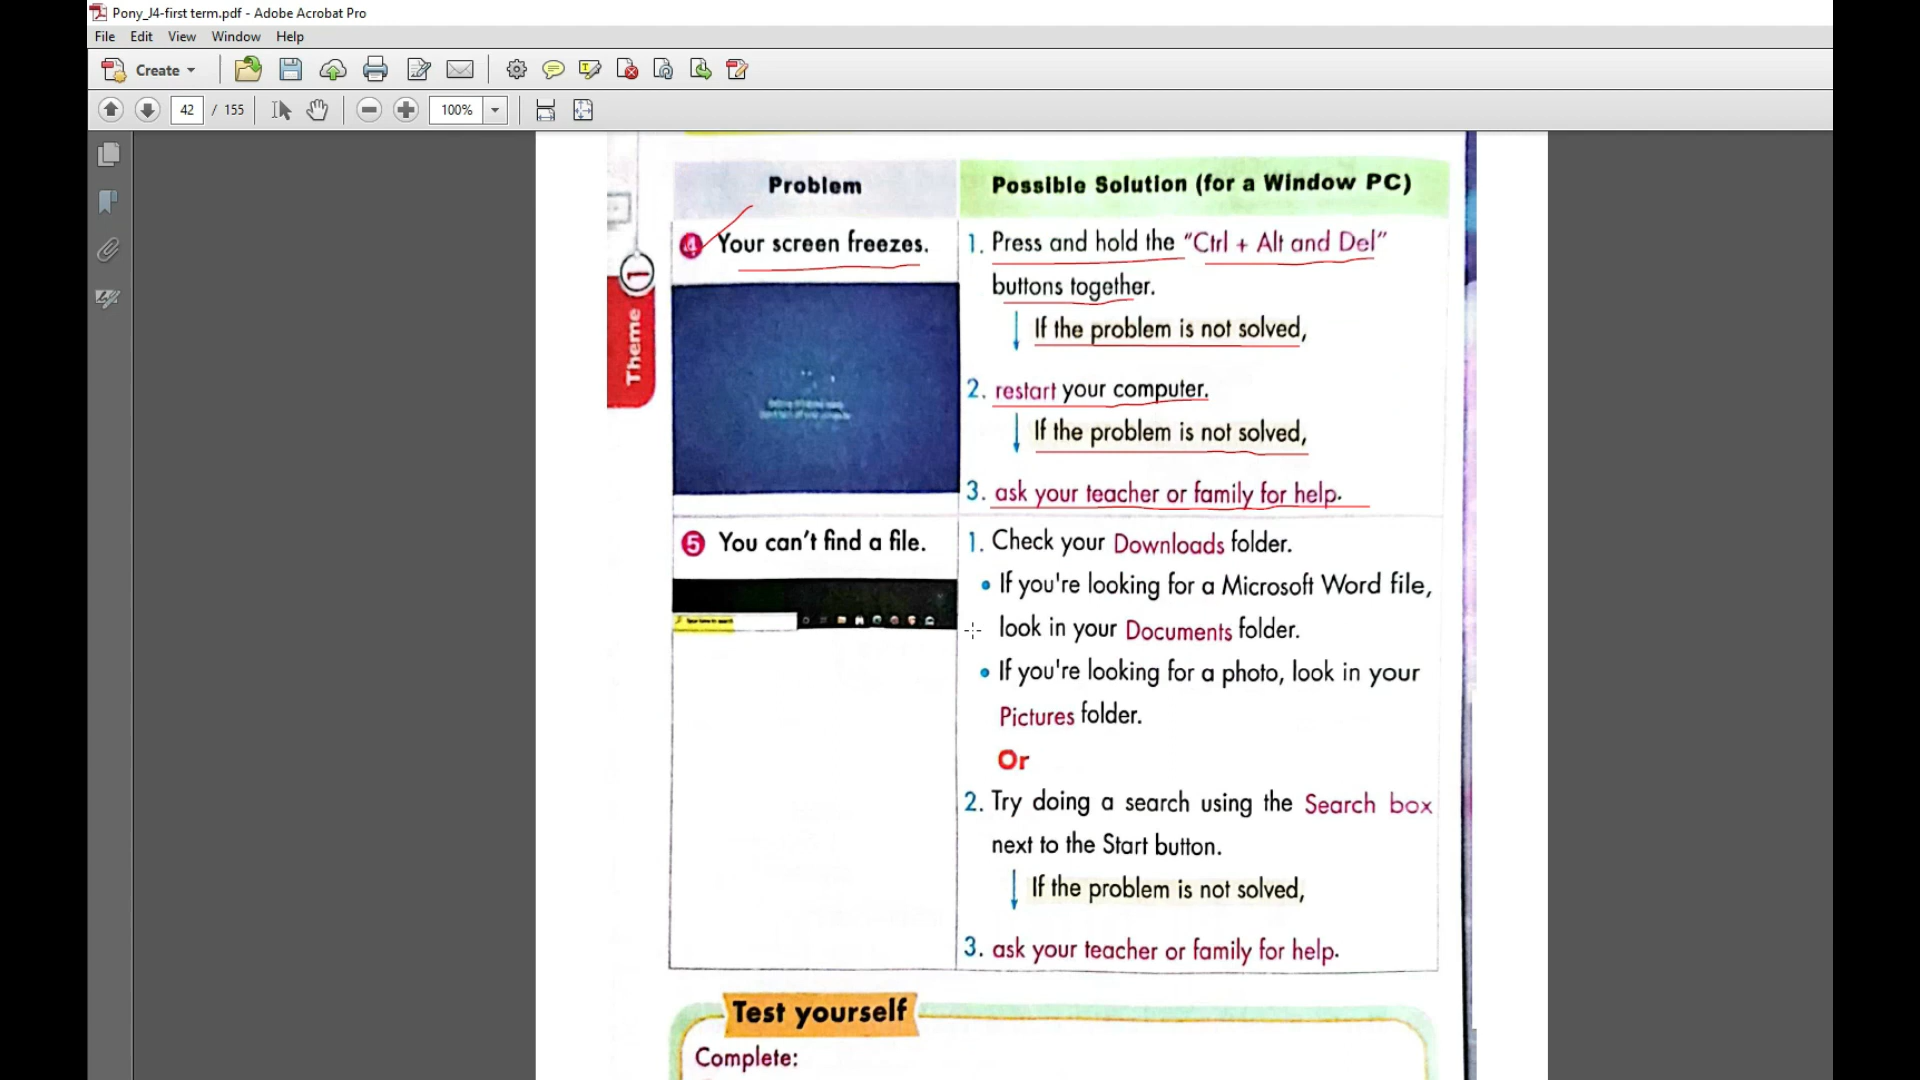 Pony_J4-first term.pdf - Adobe Acrobat Pro
File Edit View Window Help
Create
42 / 155 100%
Problem
Possible Solution (for a Window PC)
4 Your screen freezes.
1. Press and hold the "Ctrl + Alt and Del"
buttons together.
If the problem is not solved,
2. restart your computer.
If the problem is not solved,
3. ask your teacher or family for help.
Theme 1
5 You can't find a file.
1. Check your Downloads folder.
• If you're looking for a Microsoft Word file,
look in your Documents folder.
• If you're looking for a photo, look in your
Pictures folder.
Or
2. Try doing a search using the Search box
next to the Start button.
If the problem is not solved,
3. ask your teacher or family for help.
Test yourself
Complete: